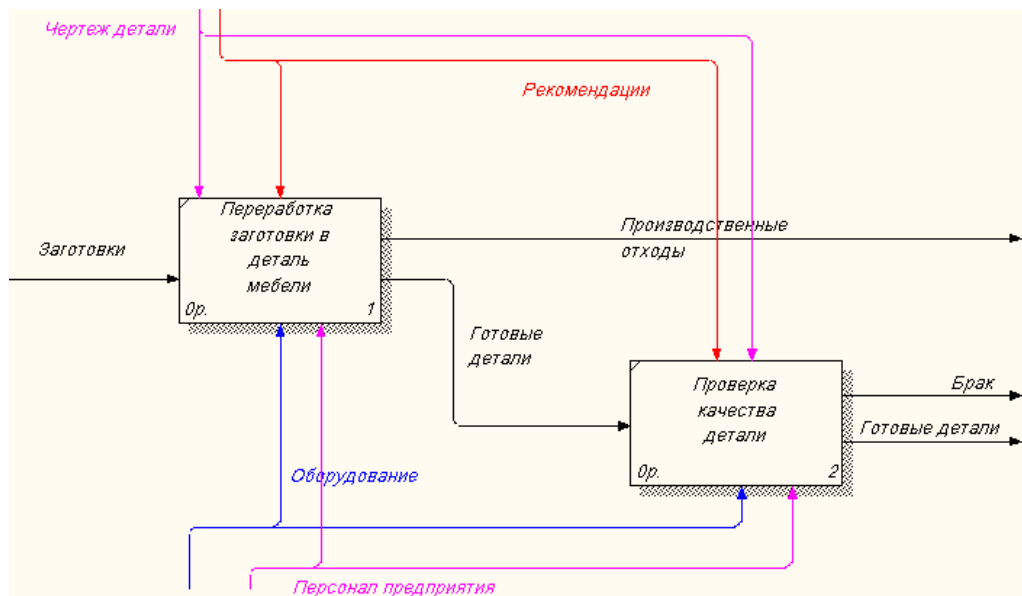 Чертеж детали
Рекомендации
Переработка
заготовки в
деталь
мебели
0р.
1
Заготовки
Производственные
отходы
Готовые
детали
Проверка
качества
детали
0р.
2
Брак
Готовые детали
Оборудование
Персонал предприятия